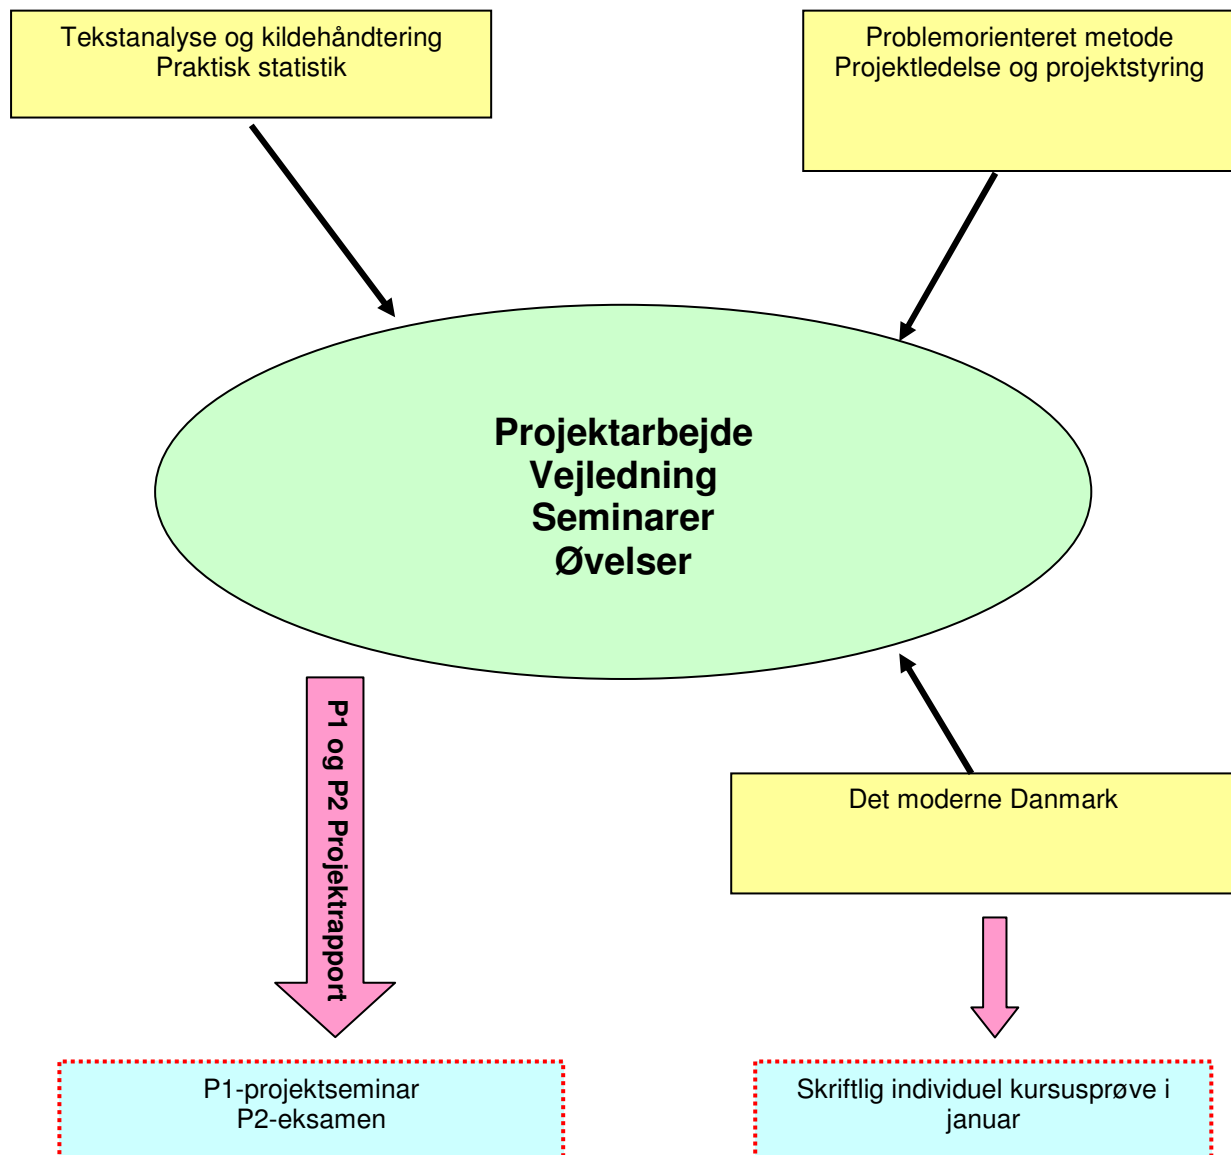 Tekstanalyse og kildehåndtering
Praktisk statistik
Problemorienteret metode
Projektledelse og projektstyring
Projektarbejde
Vejledning
Seminarer
Øvelser
P1 og P2 Projektrapport
Det moderne Danmark
P1-projektseminar
P2-eksamen
Skriftlig individuel kursusprøve i
januar